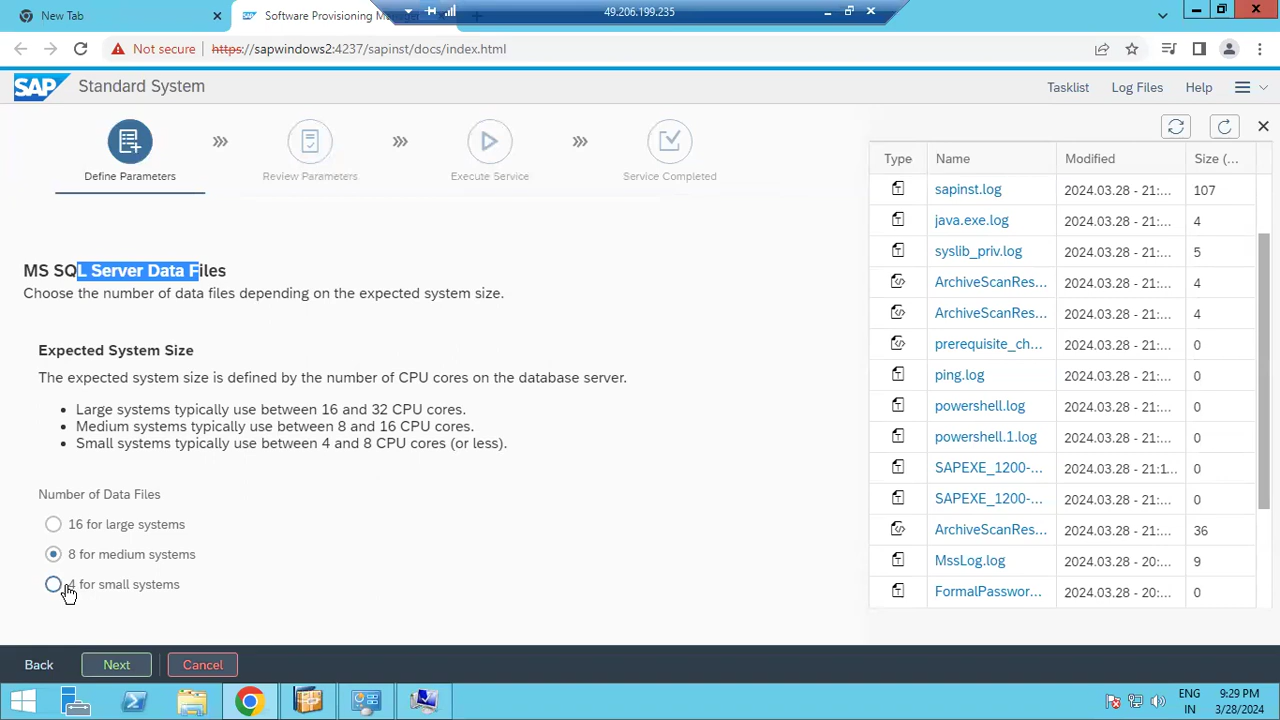 New Tab
Software Provisioning Man
49.206.199.235
Not secure
https://sapwindows2:4237/sapinst/docs/index.html
SAP
Standard System
Tasklist
Log Files
Help
Define Parameters
Review Parameters
Execute Service
Service Completed
MS SQL Server Data Files
Choose the number of data files depending on the expected system size.
Expected System Size
The expected system size is defined by the number of CPU cores on the database server.
• Large systems typically use between 16 and 32 CPU cores.
• Medium systems typically use between 8 and 16 CPU cores.
• Small systems typically use between 4 and 8 CPU cores (or less).
Number of Data Files
16 for large systems
8 for medium systems
4 for small systems
Type Name Modified Size (...
sapinst.log 2024.03.28 - 21:... 107
java.exe.log 2024.03.28 - 21:... 4
syslib_priv.log 2024.03.28 - 21:... 5
ArchiveScanRes... 2024.03.28 - 21:... 4
ArchiveScanRes... 2024.03.28 - 21:... 4
prerequisite_ch... 2024.03.28 - 20:... 0
ping.log 2024.03.28 - 20:... 0
powershell.log 2024.03.28 - 20:... 0
powershell.1.log 2024.03.28 - 20:... 0
SAPEXE_1200-... 2024.03.28 - 21:1... 0
SAPEXE_1200-... 2024.03.28 - 21:... 0
ArchiveScanRes... 2024.03.28 - 21:... 36
MssLog.log 2024.03.28 - 20:... 9
FormalPasswor... 2024.03.28 - 20:... 0
Back
Next
Cancel
ENG
IN
9:29 PM
3/28/2024